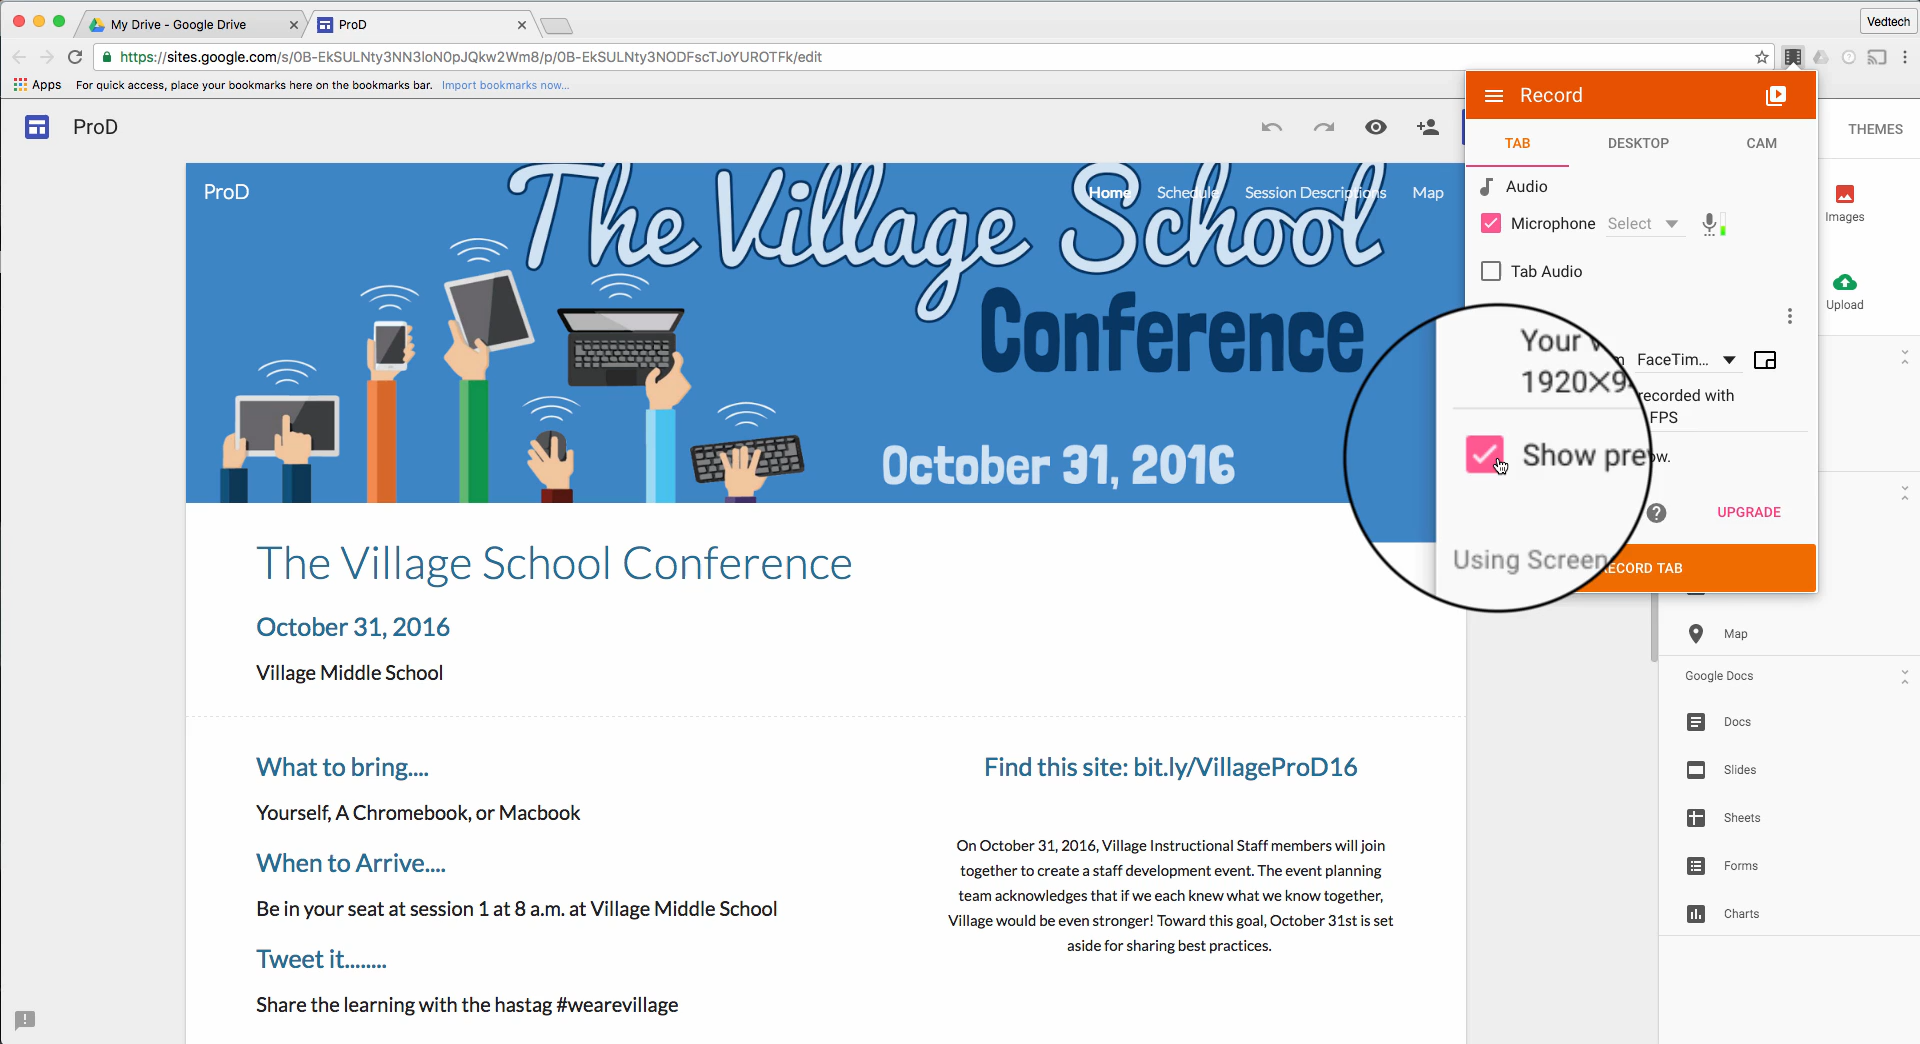 My Drive - Google Drive
ProD
Vedtech
https://sites.google.com/s/0B-EkSULNty3NN3loN0pJQkw2Wm8/p/0B-EkSULNty3NODFscTJoYUROTFk/edit
Apps For quick access, place your bookmarks here on the bookmarks bar. Import bookmarks now...
ProD
Record
THEMES
TAB DESKTOP CAM
Audio
Microphone Select
Tab Audio
Images
Upload
ProD
Home Schedule Session Descriptions Map
The Village School
Conference
October 31, 2016
Your
FaceTim...
1920×9
recorded with
FPS
Show pre
ow.
UPGRADE
Using Screen
RECORD TAB
The Village School Conference
October 31, 2016
Village Middle School
What to bring....
Yourself, A Chromebook, or Macbook
When to Arrive....
Be in your seat at session 1 at 8 a.m. at Village Middle School
Tweet it........
Share the learning with the hastag #wearevillage
Find this site: bit.ly/VillageProD16
On October 31, 2016, Village Instructional Staff members will join
together to create a staff development event. The event planning
team acknowledges that if we each knew what we know together,
Village would be even stronger! Toward this goal, October 31st is set
aside for sharing best practices.
Map
Google Docs
Docs
Slides
Sheets
Forms
Charts